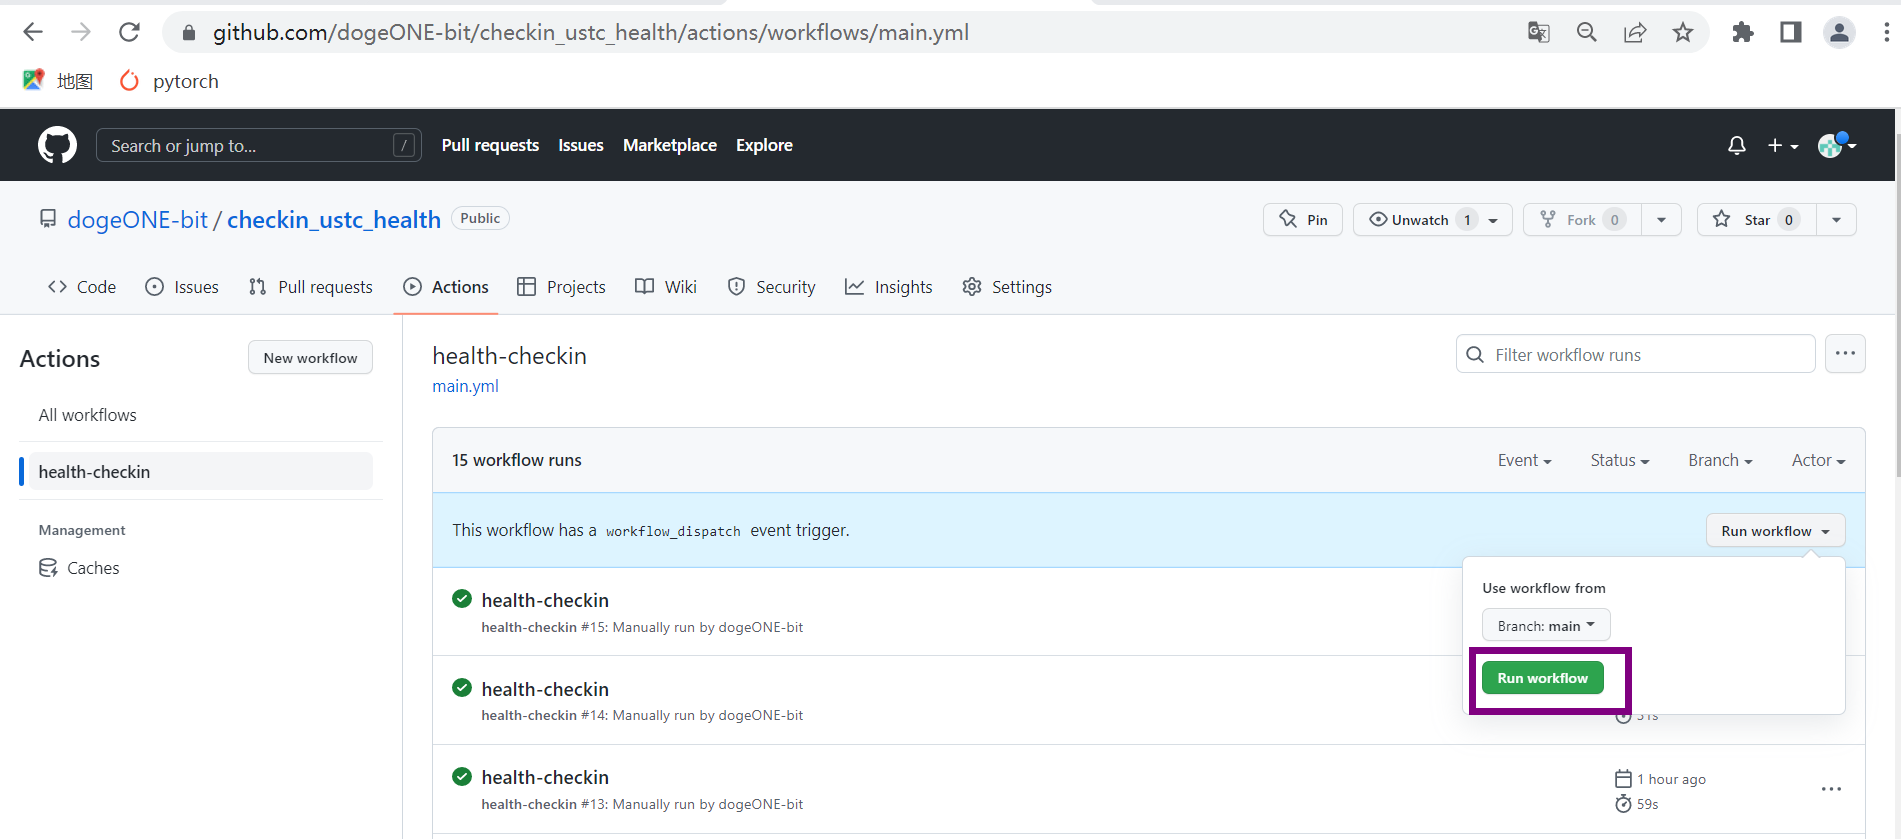 github.com/dogeONE-bit/checkin_ustc_health/actions/workflows/main.yml
地图 pytorch
Search or jump to... / Pull requests Issues Marketplace Explore
dogeONE-bit / checkin_ustc_health Public Pin Unwatch 1 Fork 0 Star 0
Code Issues Pull requests Actions Projects Wiki Security Insights Settings
Actions New workflow
All workflows
health-checkin
Management
Caches
health-checkin
main.yml
Filter workflow runs
15 workflow runs Event Status Branch Actor
This workflow has a workflow_dispatch event trigger. Run workflow
Use workflow from
Branch: main
Run workflow
health-checkin
health-checkin #15: Manually run by dogeONE-bit
health-checkin
health-checkin #14: Manually run by dogeONE-bit
health-checkin
1 hour ago
health-checkin #13: Manually run by dogeONE-bit
59s